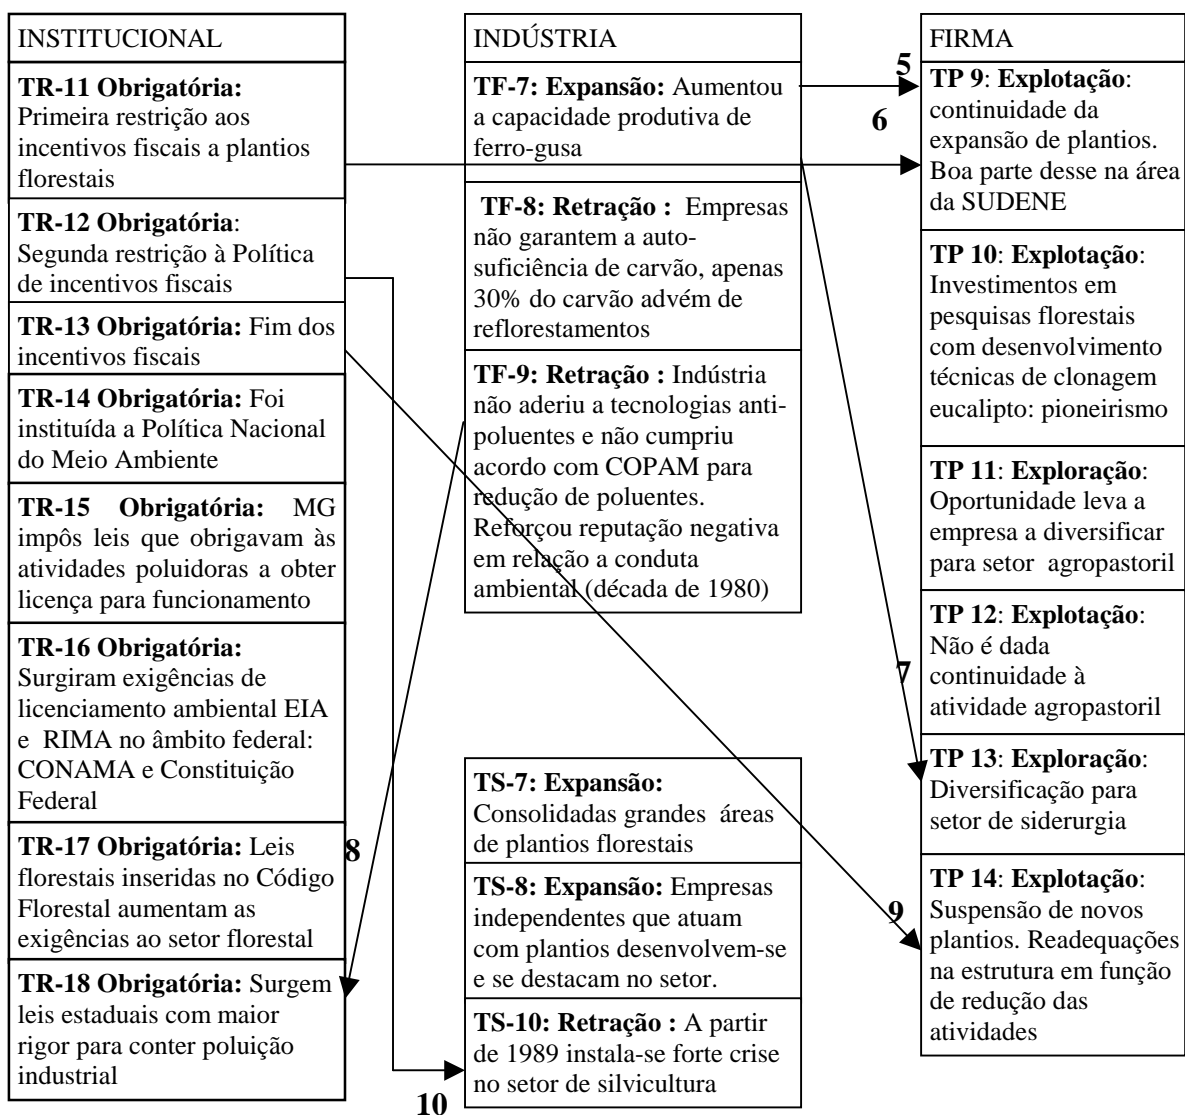 INSTITUCIONAL
TR-11 Obrigatória:
Primeira restrição aos
incentivos fiscais a plantios
florestais
TR-12 Obrigatória:
Segunda restrição à Política
de incentivos fiscais
TR-13 Obrigatória: Fim dos
incentivos fiscais
TR-14 Obrigatória: Foi
instituída a Política Nacional
do Meio Ambiente
TR-15 Obrigatória: MG
impôs leis que obrigavam às
atividades poluidoras a obter
licença para funcionamento
TR-16 Obrigatória:
Surgiram exigências de
licenciamento ambiental EIA
e RIMA no âmbito federal:
CONAMA e Constituição
Federal
TR-17 Obrigatória: Leis
florestais inseridas no Código
Florestal aumentam as
exigências ao setor florestal
TR-18 Obrigatória: Surgem
leis estaduais com maior
rigor para conter poluição
industrial
8
10
INDÚSTRIA
TF-7: Expansão: Aumentou
a capacidade produtiva de
ferro-gusa
TF-8: Retração : Empresas
não garantem a auto-
suficiência de carvão, apenas
30% do carvão advém de
reflorestamentos
TF-9: Retração : Indústria
não aderiu a tecnologias anti-
poluentes e não cumpriu
acordo com COPAM para
redução de poluentes.
Reforçou reputação negativa
em relação a conduta
ambiental (década de 1980)
TS-7: Expansão:
Consolidadas grandes áreas
de plantios florestais
TS-8: Expansão: Empresas
independentes que atuam
com plantios desenvolvem-se
e se destacam no setor.
TS-10: Retração : A partir
de 1989 instala-se forte crise
no setor de silvicultura
5
6
7
9
FIRMA
TP 9: Explotação:
continuidade da
expansão de plantios.
Boa parte desse na área
da SUDENE
TP 10: Explotação:
Investimentos em
pesquisas florestais
com desenvolvimento
técnicas de clonagem
eucalipto: pioneirismo
TP 11: Exploração:
Oportunidade leva a
empresa a diversificar
para setor agropastoril
TP 12: Explotação:
Não é dada
continuidade à
atividade agropastoril
TP 13: Exploração:
Diversificação para
setor de siderurgia
TP 14: Explotação:
Suspensão de novos
plantios. Readequações
na estrutura em função
de redução das
atividades